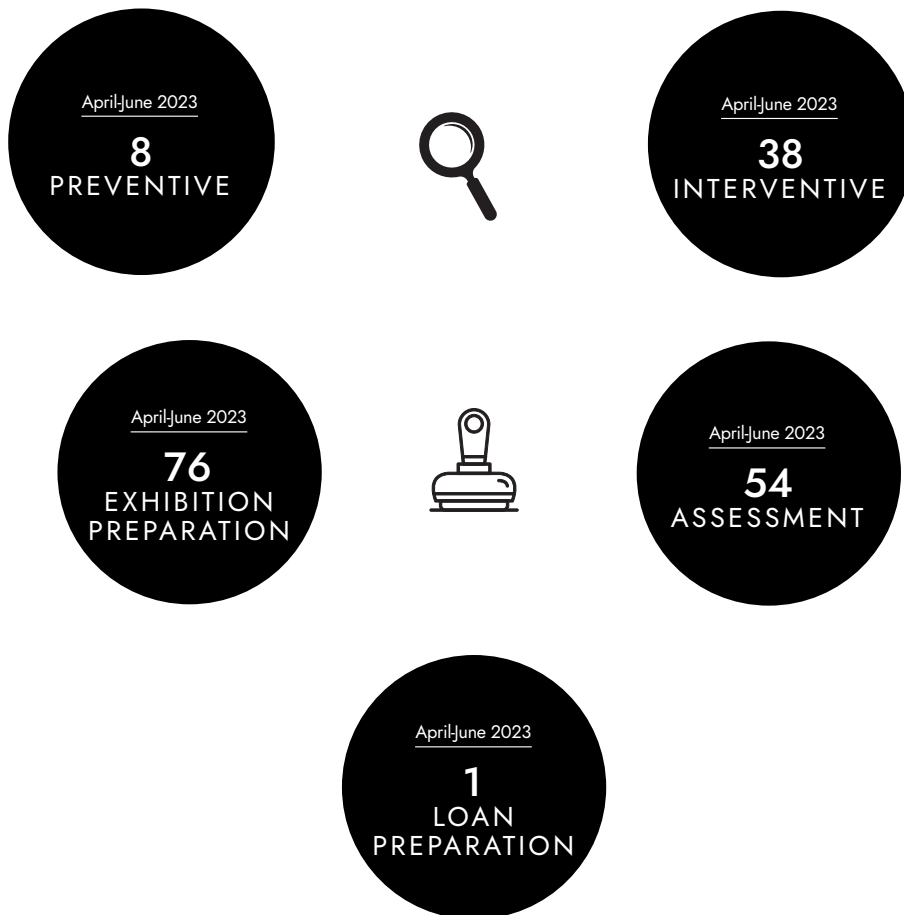 April-June 2023
8
PREVENTIVE
April-June 2023
38
INTERVENTIVE
April-June 2023
76
EXHIBITION
PREPARATION
April-June 2023
54
ASSESSMENT
April-June 2023
1
LOAN
PREPARATION